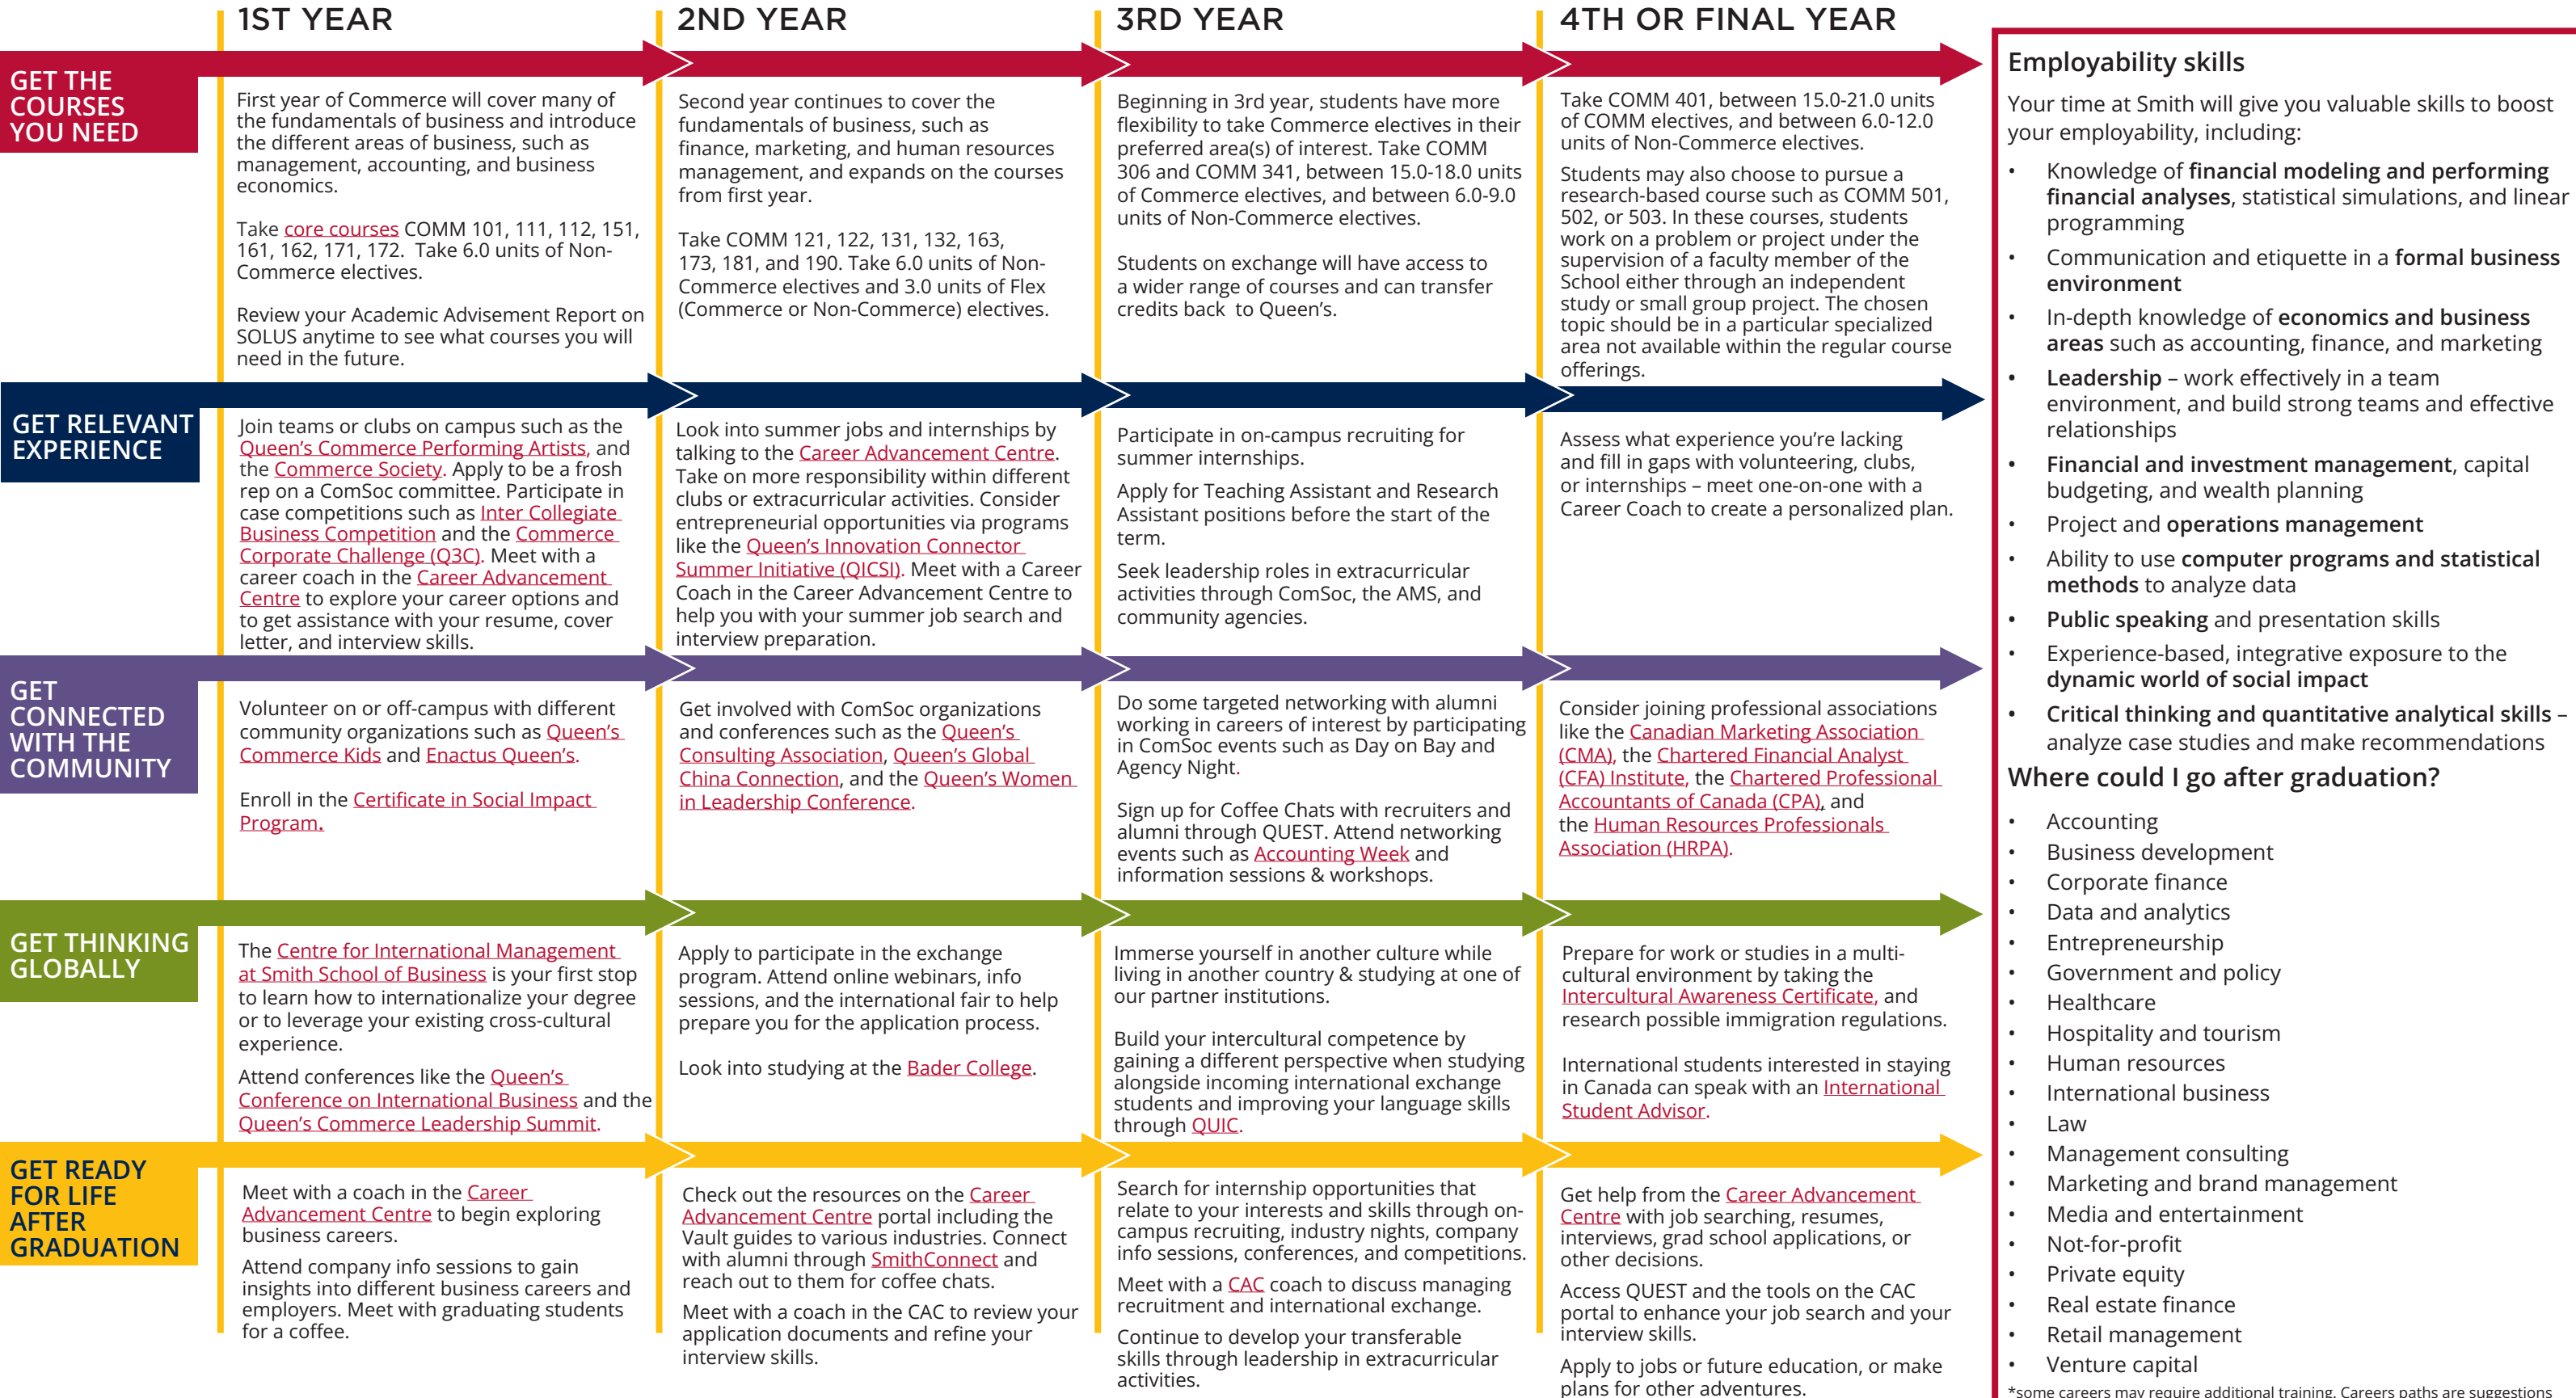 1ST YEAR
2ND YEAR
3RD YEAR
4TH OR FINAL YEAR
GET THE
COURSES
YOU NEED
First year of Commerce will cover many of
the fundamentals of business and introduce
the different areas of business, such as
management, accounting, and business
economics.
Take core courses COMM 101, 111, 112, 151,
161, 162, 171, 172.  Take 6.0 units of Non-
Commerce electives.
Review your Academic Advisement Report on
SOLUS anytime to see what courses you will
need in the future.
Second year continues to cover the
fundamentals of business, such as
finance, marketing, and human resources
management, and expands on the courses
from first year.
Take COMM 121, 122, 131, 132, 163,
173, 181, and 190. Take 6.0 units of Non-
Commerce electives and 3.0 units of Flex
(Commerce or Non-Commerce) electives.
Beginning in 3rd year, students have more
flexibility to take Commerce electives in their
preferred area(s) of interest. Take COMM
306 and COMM 341, between 15.0-18.0 units
of Commerce electives, and between 6.0-9.0
units of Non-Commerce electives.
Students on exchange will have access to
a wider range of courses and can transfer
credits back  to Queen's.
Take COMM 401, between 15.0-21.0 units
of COMM electives, and between 6.0-12.0
units of Non-Commerce electives.
Students may also choose to pursue a
research-based course such as COMM 501,
502, or 503. In these courses, students
work on a problem or project under the
supervision of a faculty member of the
School either through an independent
study or small group project. The chosen
topic should be in a particular specialized
area not available within the regular course
offerings.
GET RELEVANT
EXPERIENCE
Join teams or clubs on campus such as the
Queen's Commerce Performing Artists, and
the Commerce Society. Apply to be a frosh
rep on a ComSoc committee. Participate in
case competitions such as Inter Collegiate
Business Competition and the Commerce
Corporate Challenge (Q3C). Meet with a
career coach in the Career Advancement
Centre to explore your career options and
to get assistance with your resume, cover
letter, and interview skills.
Look into summer jobs and internships by
talking to the Career Advancement Centre.
Take on more responsibility within different
clubs or extracurricular activities. Consider
entrepreneurial opportunities via programs
like the Queen's Innovation Connector
Summer Initiative (QICSI). Meet with a Career
Coach in the Career Advancement Centre to
help you with your summer job search and
interview preparation.
Participate in on-campus recruiting for
summer internships.
Apply for Teaching Assistant and Research
Assistant positions before the start of the
term.
Seek leadership roles in extracurricular
activities through ComSoc, the AMS, and
community agencies.
Assess what experience you're lacking
and fill in gaps with volunteering, clubs,
or internships – meet one-on-one with a
Career Coach to create a personalized plan.
GET
CONNECTED
WITH THE
COMMUNITY
Volunteer on or off-campus with different
community organizations such as Queen's
Commerce Kids and Enactus Queen's.
Enroll in the Certificate in Social Impact
Program.
Get involved with ComSoc organizations
and conferences such as the Queen's
Consulting Association, Queen's Global
China Connection, and the Queen's Women
in Leadership Conference.
Do some targeted networking with alumni
working in careers of interest by participating
in ComSoc events such as Day on Bay and
Agency Night.
Sign up for Coffee Chats with recruiters and
alumni through QUEST. Attend networking
events such as Accounting Week and
information sessions & workshops.
Consider joining professional associations
like the Canadian Marketing Association
(CMA), the Chartered Financial Analyst
(CFA) Institute, the Chartered Professional
Accountants of Canada (CPA), and
the Human Resources Professionals
Association (HRPA).
GET THINKING
GLOBALLY
The Centre for International Management
at Smith School of Business is your first stop
to learn how to internationalize your degree
or to leverage your existing cross-cultural
experience.
Attend conferences like the Queen's
Conference on International Business and the
Queen's Commerce Leadership Summit.
Apply to participate in the exchange
program. Attend online webinars, info
sessions, and the international fair to help
prepare you for the application process.
Look into studying at the Bader College.
Immerse yourself in another culture while
living in another country & studying at one of
our partner institutions.
Build your intercultural competence by
gaining a different perspective when studying
alongside incoming international exchange
students and improving your language skills
through QUIC.
Prepare for work or studies in a multi-
cultural environment by taking the
Intercultural Awareness Certificate, and
research possible immigration regulations.
International students interested in staying
in Canada can speak with an International
Student Advisor.
GET READY
FOR LIFE
AFTER
GRADUATION
Meet with a coach in the Career
Advancement Centre to begin exploring
business careers.
Attend company info sessions to gain
insights into different business careers and
employers. Meet with graduating students
for a coffee.
Check out the resources on the Career
Advancement Centre portal including the
Vault guides to various industries. Connect
with alumni through SmithConnect and
reach out to them for coffee chats.
Meet with a coach in the CAC to review your
application documents and refine your
interview skills.
Search for internship opportunities that
relate to your interests and skills through on-
campus recruiting, industry nights, company
info sessions, conferences, and competitions.
Meet with a CAC coach to discuss managing
recruitment and international exchange.
Continue to develop your transferable
skills through leadership in extracurricular
activities.
Get help from the Career Advancement
Centre with job searching, resumes,
interviews, grad school applications, or
other decisions.
Access QUEST and the tools on the CAC
portal to enhance your job search and your
interview skills.
Apply to jobs or future education, or make
plans for other adventures.
Employability skills
Your time at Smith will give you valuable skills to boost
your employability, including:
• Knowledge of financial modeling and performing
financial analyses, statistical simulations, and linear
programming
• Communication and etiquette in a formal business
environment
• In-depth knowledge of economics and business
areas such as accounting, finance, and marketing
• Leadership – work effectively in a team
environment, and build strong teams and effective
relationships
• Financial and investment management, capital
budgeting, and wealth planning
• Project and operations management
• Ability to use computer programs and statistical
methods to analyze data
• Public speaking and presentation skills
• Experience-based, integrative exposure to the
dynamic world of social impact
• Critical thinking and quantitative analytical skills –
analyze case studies and make recommendations
Where could I go after graduation?
• Accounting
• Business development
• Corporate finance
• Data and analytics
• Entrepreneurship
• Government and policy
• Healthcare
• Hospitality and tourism
• Human resources
• International business
• Law
• Management consulting
• Marketing and brand management
• Media and entertainment
• Not-for-profit
• Private equity
• Real estate finance
• Retail management
• Venture capital
*some careers may require additional training. Careers paths are suggestions